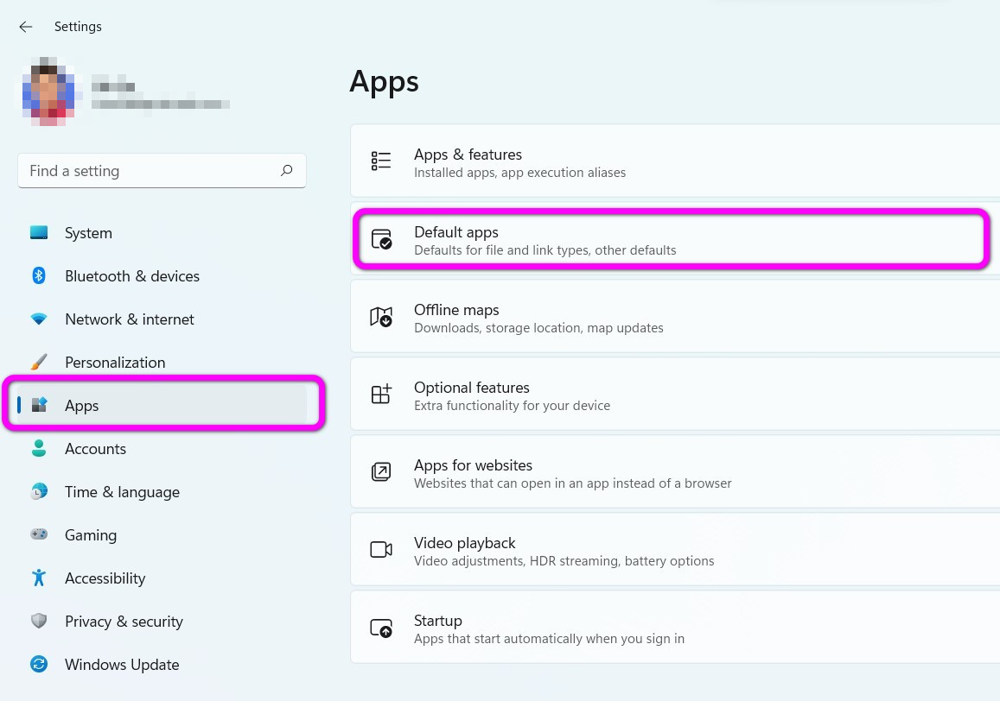 Settings
Find a setting
System
Bluetooth & devices
Network & internet
Personalization
Apps
Accounts
Time & language
Gaming
Accessibility
Privacy & security
Windows Update
Apps
Apps & features
Installed apps, app execution aliases
Default apps
Defaults for file and link types, other defaults
Offline maps
Downloads, storage location, map updates
Optional features
Extra functionality for your device
Apps for websites
Websites that can open in an app instead of a browser
Video playback
Video adjustments, HDR streaming, battery options
Startup
Apps that start automatically when you sign in